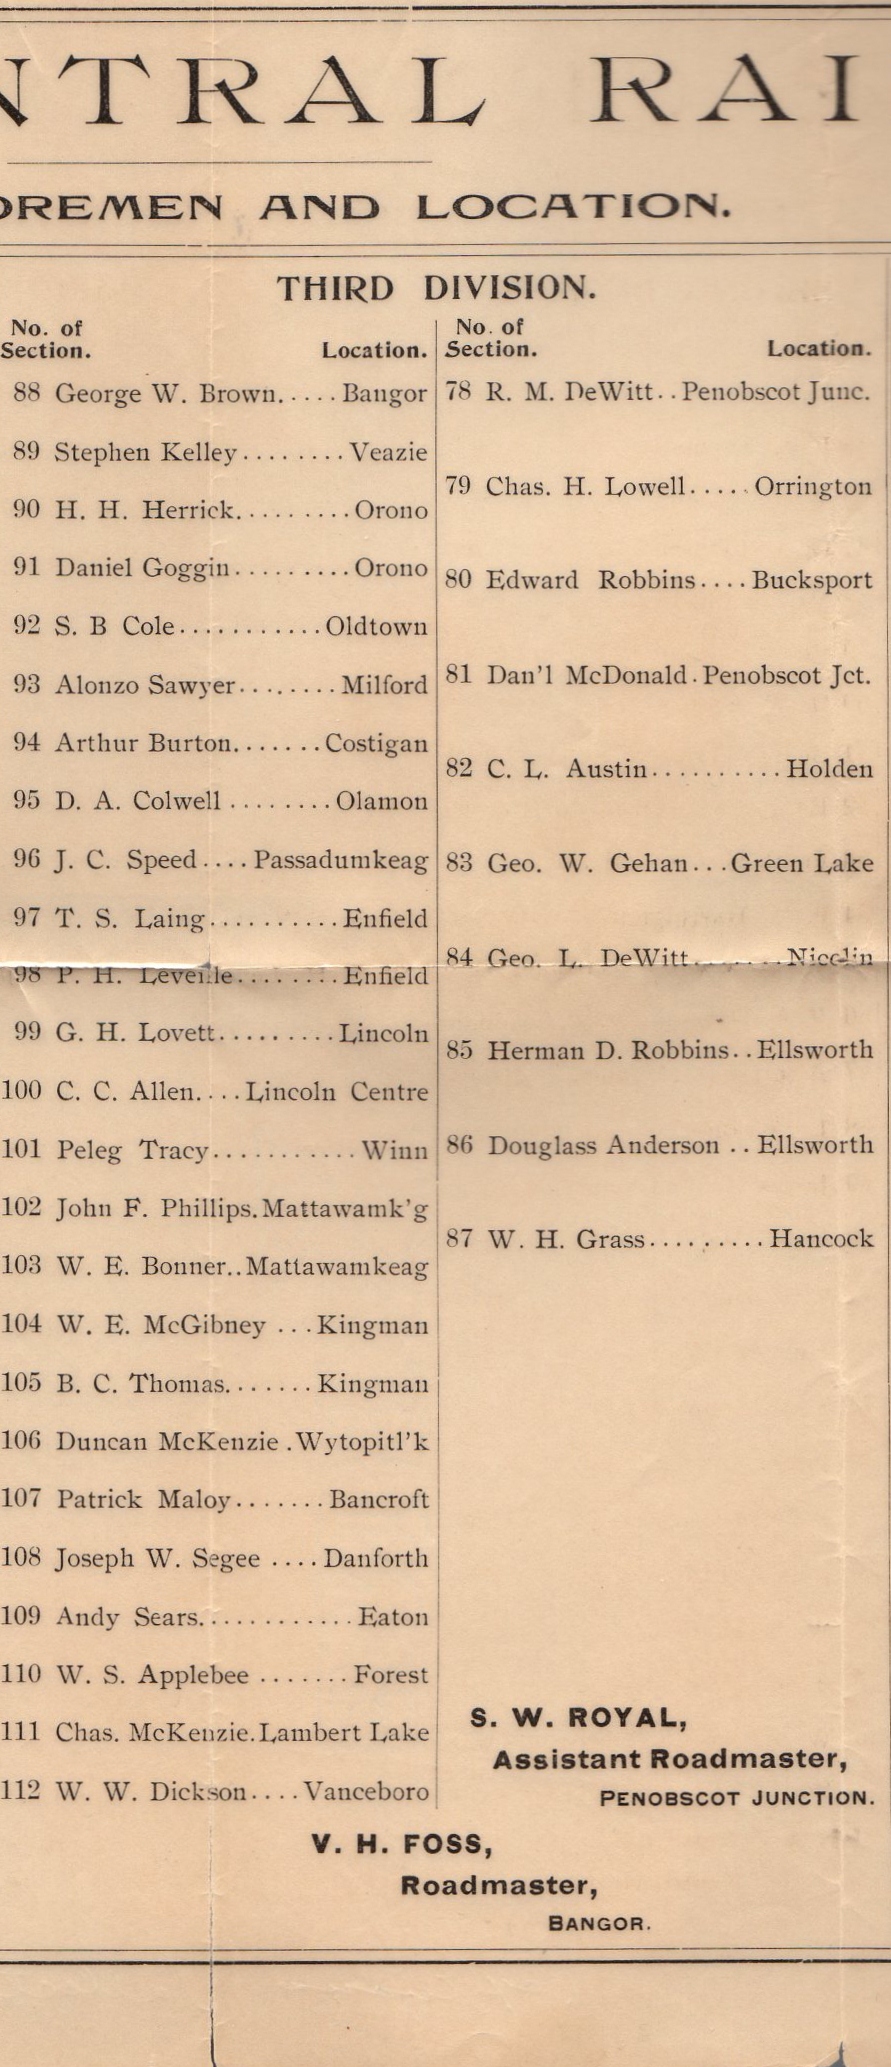 NTRAL RAI
OREMEN AND LOCATION.
THIRD DIVISION.
No. of
Section. Location.
88 George W. Brown..... Bangor
89 Stephen Kelley........ Veazie
90 H. H. Herrick.........Orono
91 Daniel Goggin.........Orono
92 S. B Cole...........Oldtown
93 Alonzo Sawyer........Milford
94 Arthur Burton.......Costigan
95 D. A. Colwell ........Olamon
96 J. C. Speed....Passadumkeag
97 T. S. Laing..........Enfield
98 P. H. Leveille........Enfield
99 G. H. Lovett.........Lincoln
100 C. C. Allen....Lincoln Centre
101 Peleg Tracy...........Winn
102 John F. Phillips.Mattawamk'g
103 W. E. Bonner..Mattawamkeag
104 W. E. McGibney ...Kingman
105 B. C. Thomas.......Kingman
106 Duncan McKenzie .Wytopitl'k
107 Patrick Maloy.......Bancroft
108 Joseph W. Segee ....Danforth
109 Andy Sears............Eaton
110 W. S. Applebee .......Forest
111 Chas. McKenzie.Lambert Lake
112 W. W. Dickson....Vanceboro
No. of
Section. Location.
78 R. M. DeWitt..Penobscot Junc.
79 Chas. H. Lowell.....Orrington
80 Edward Robbins....Bucksport
81 Dan'l McDonald.Penobscot Jct.
82 C. L. Austin..........Holden
83 Geo. W. Gehan...Green Lake
84 Geo. L. DeWitt........Nicolin
85 Herman D. Robbins..Ellsworth
86 Douglass Anderson ..Ellsworth
87 W. H. Grass.........Hancock
S. W. ROYAL,
Assistant Roadmaster,
PENOBSCOT JUNCTION.
V. H. FOSS,
Roadmaster,
BANGOR.